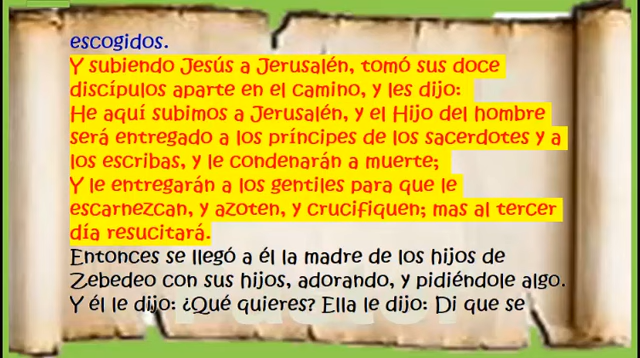 escogidos.
Y subiendo Jesús a Jerusalén, tomó sus doce
discípulos aparte en el camino, y les dijo:
He aquí subimos a Jerusalén, y el Hijo del hombre
será entregado a los príncipes de los sacerdotes y a
los escribas, y le condenarán a muerte;
Y le entregarán a los gentiles para que le
escarnezcan, y azoten, y crucifiquen; mas al tercer
día resucitará.
Entonces se llegó a él la madre de los hijos de
Zebedeo con sus hijos, adorando, y pidiéndole algo.
Y él le dijo: ¿Qué quieres? Ella le dijo: Di que se